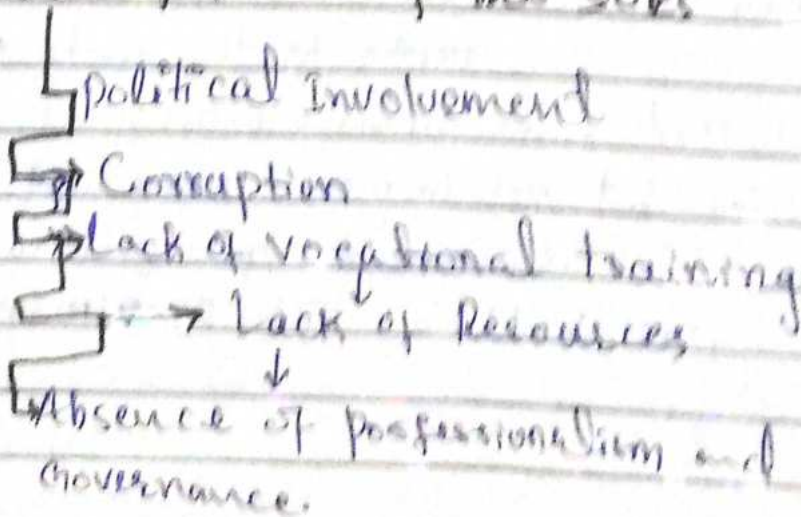 Political Involvement
Corruption
Lack of vocational training
→ Lack of Resources
↓
Absence of professionalism and
Governance.